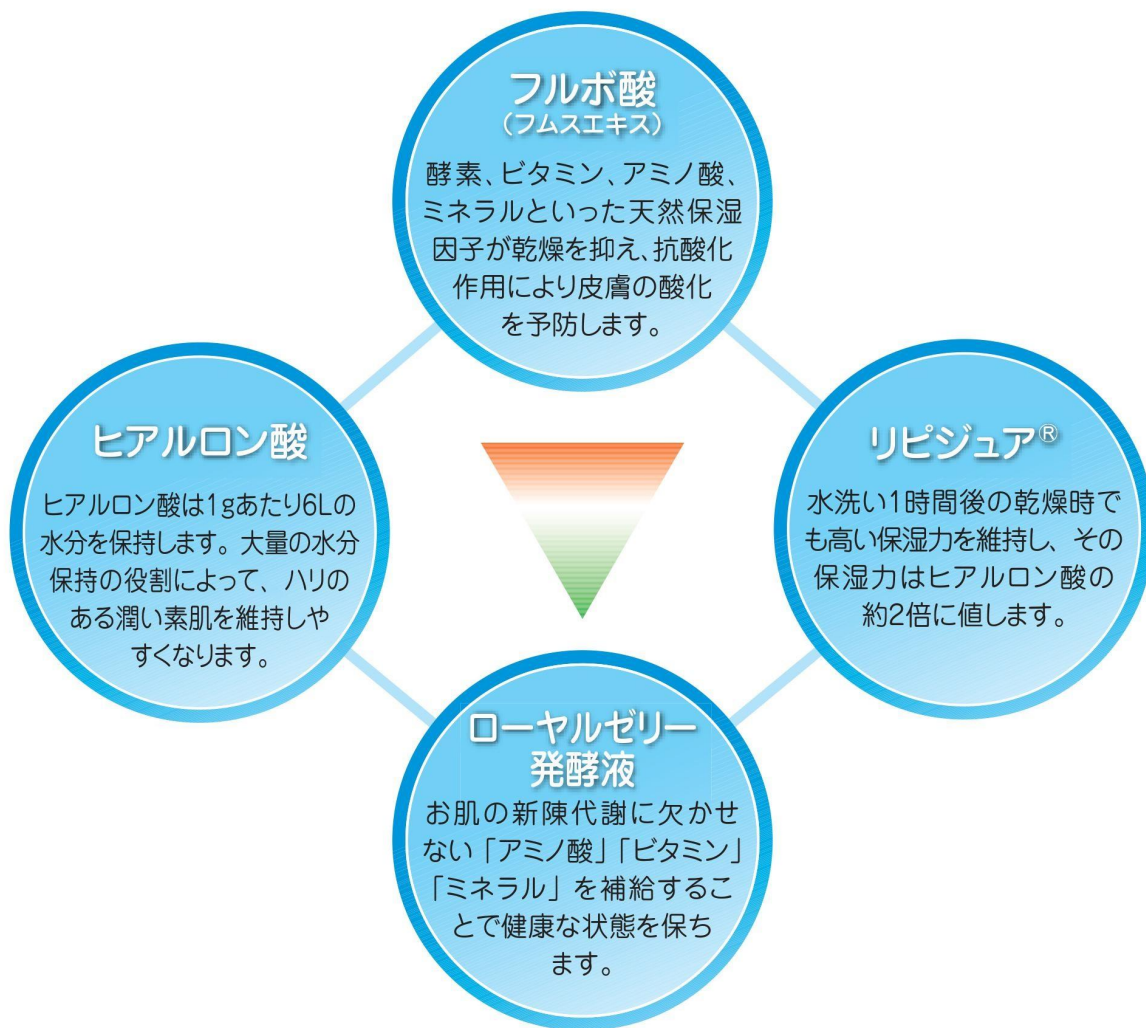 フルボ酸
(フムスエキス)
酵素、ビタミン、アミノ酸、
ミネラルといった天然保湿
因子が乾燥を抑え、抗酸化
作用により皮膚の酸化
を予防します。
ヒアルロン酸
ヒアルロン酸は1gあたり6Lの
水分を保持します。大量の水分
保持の役割によって、ハリの
ある潤い素肌を維持しや
すくなります。
リピジュア®
水洗い1時間後の乾燥時で
も高い保湿力を維持し、その
保湿力はヒアルロン酸の
約2倍に値します。
ローヤルゼリー
発酵液
お肌の新陳代謝に欠かせ
ない「アミノ酸」「ビタミン」
「ミネラル」を補給するこ
とで健康な状態を保ち
ます。